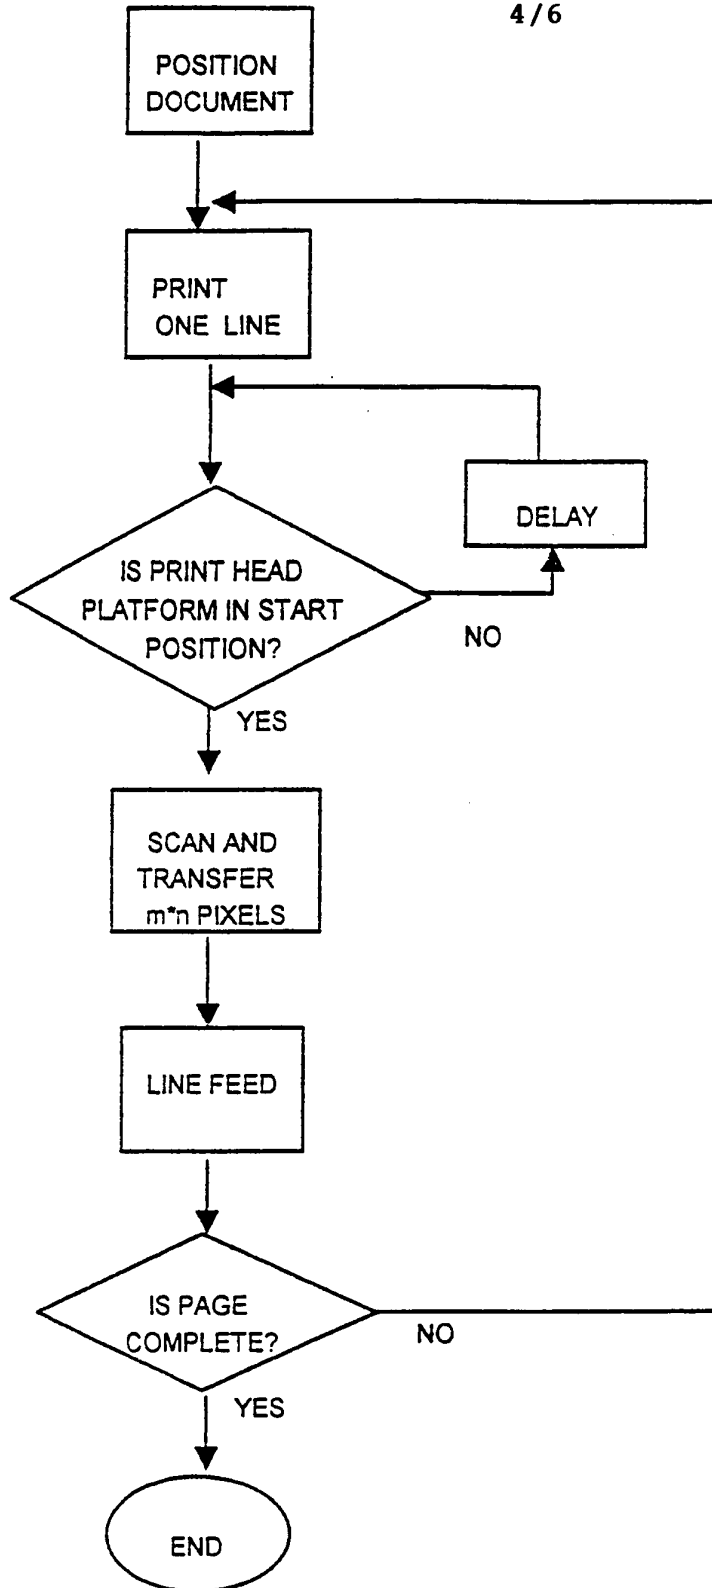 4/6
POSITION
DOCUMENT
PRINT
ONE LINE
DELAY
IS PRINT HEAD
PLATFORM IN START
POSITION?
NO
YES
SCAN AND
TRANSFER
m*n PIXELS
LINE FEED
IS PAGE
COMPLETE?
NO
YES
END